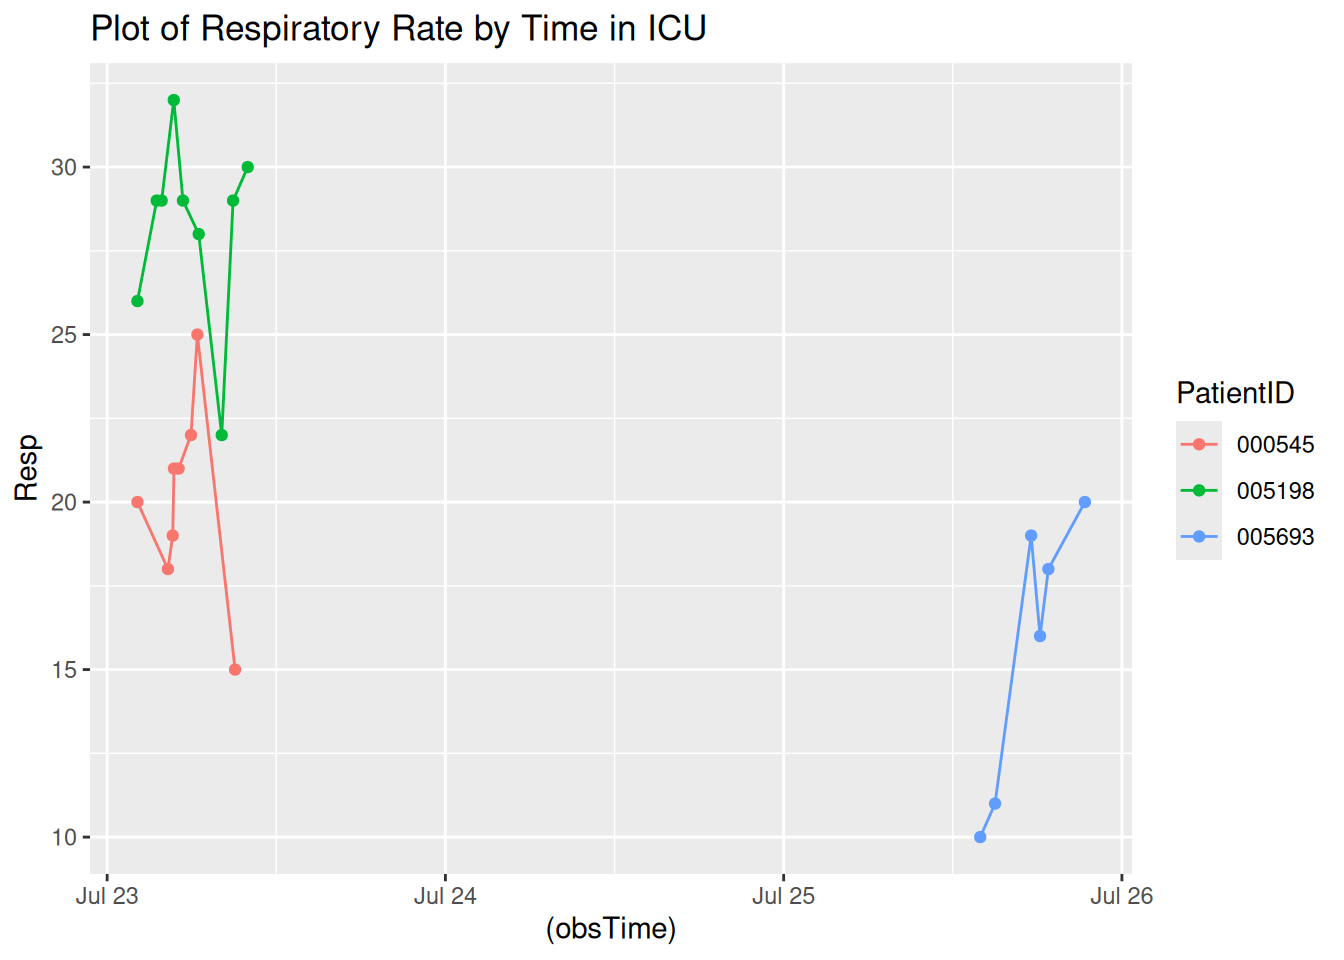 Plot of Respiratory Rate by Time in ICU
Resp
30
25
20
15
10
Jul 23
Jul 24
Jul 25
Jul 26
(obsTime)
PatientID
000545
005198
005693